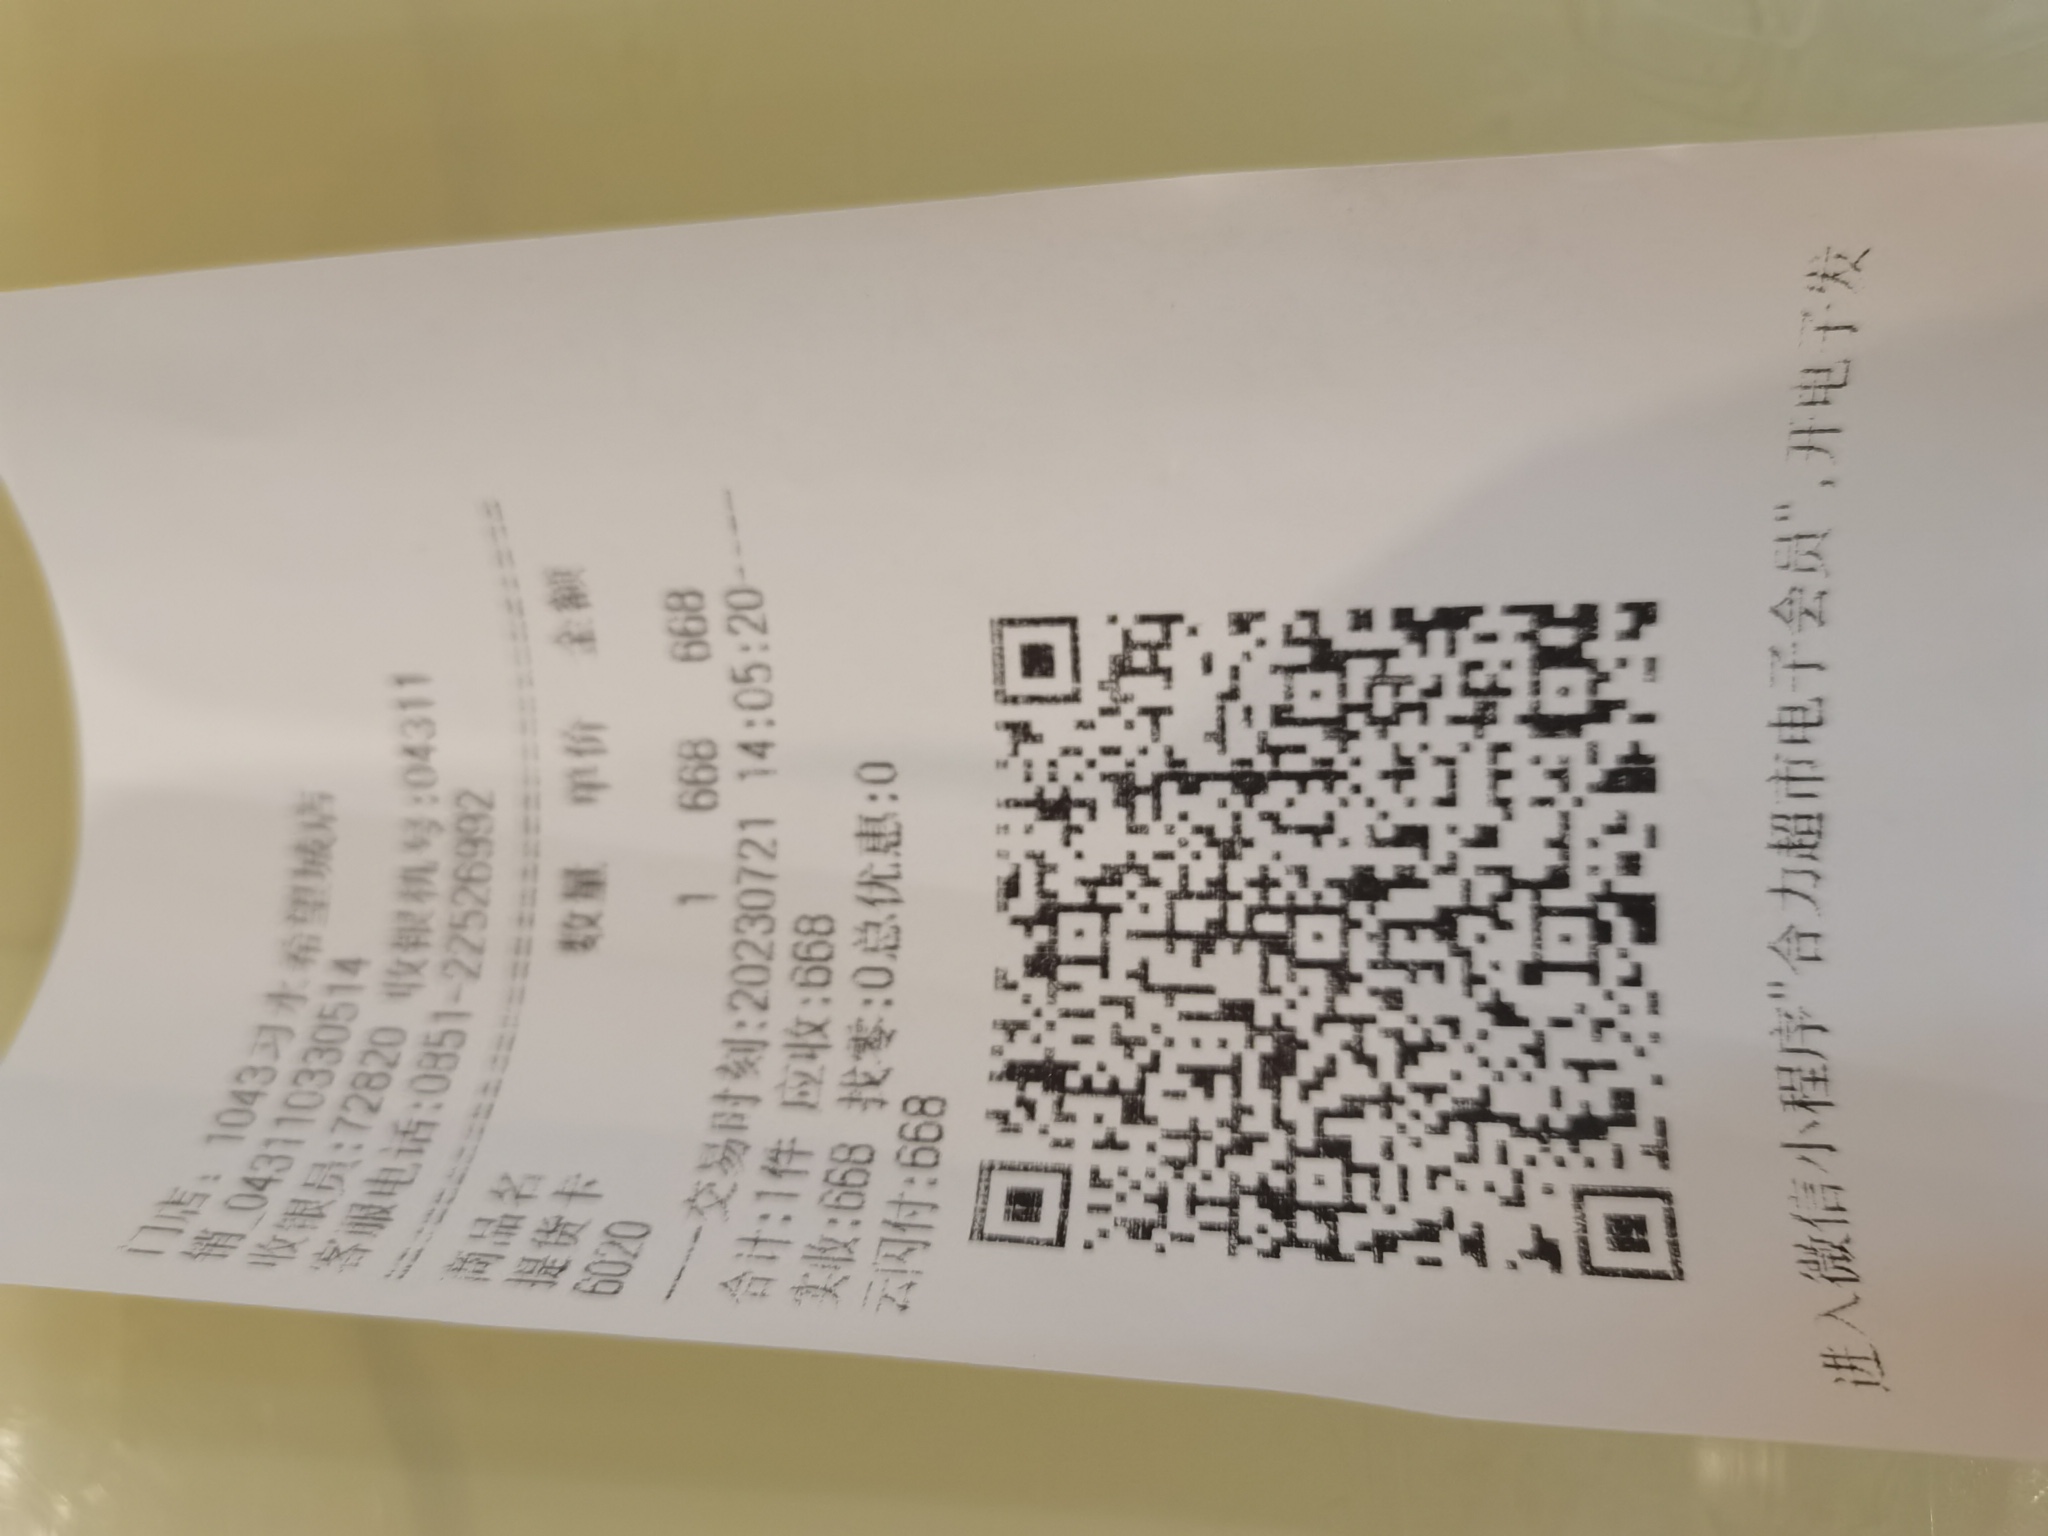 门店: 1043习水希望城店
销_0431110330514
收银员:72820 收银机号:04311
客服电话:0851-22526992
商品名 数量 单价 金额
提货卡
6020 1 668 668
-----交易时刻:20230721 14:05:20-----
合计:1件 应收:668
实收:668 找零:0总优惠:0
云闪付:668
进入微信小程序"合力超市电子会员",开电子发